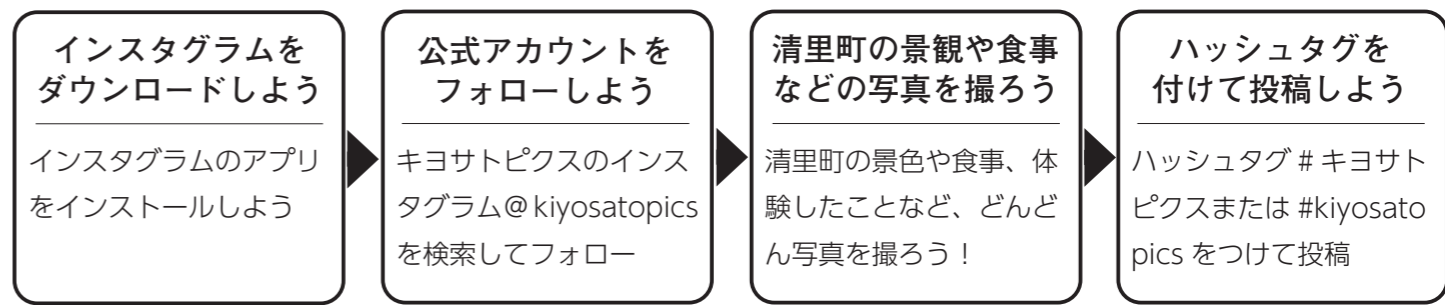 インスタグラムを
ダウンロードしよう
インスタグラムのアプリ
をインストールしよう
公式アカウントを
フォローしよう
キヨサトピクスのインス
タグラム@kiyosatopics
を検索してフォロー
清里町の景観や食事
などの写真を撮ろう
清里町の景色や食事、体
験したことなど、どんど
ん写真を撮ろう！
ハッシュタグを
付けて投稿しよう
ハッシュタグ # キヨサト
ピクスまたは #kiyosato
pics をつけて投稿